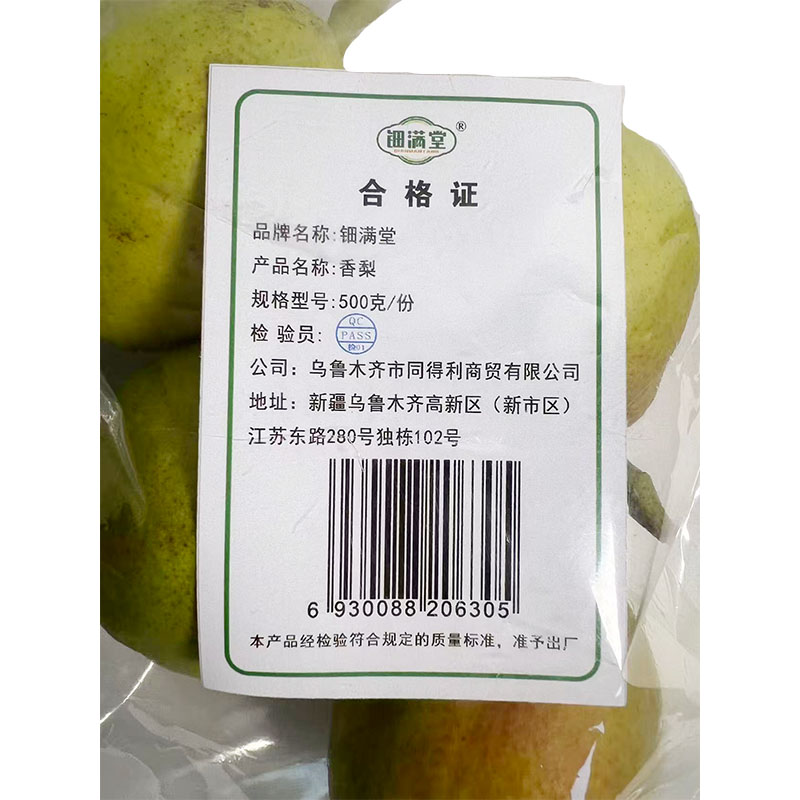 钿满堂®
合格证
品牌名称:钿满堂
产品名称:香梨
规格型号:500克/份
检验员: QC
PASS
检01
公司：乌鲁木齐市同得利商贸有限公司
地址：新疆乌鲁木齐高新区（新市区）
江苏东路280号独栋102号
6 930088 206305
本产品经检验符合规定的质量标准，准予出厂